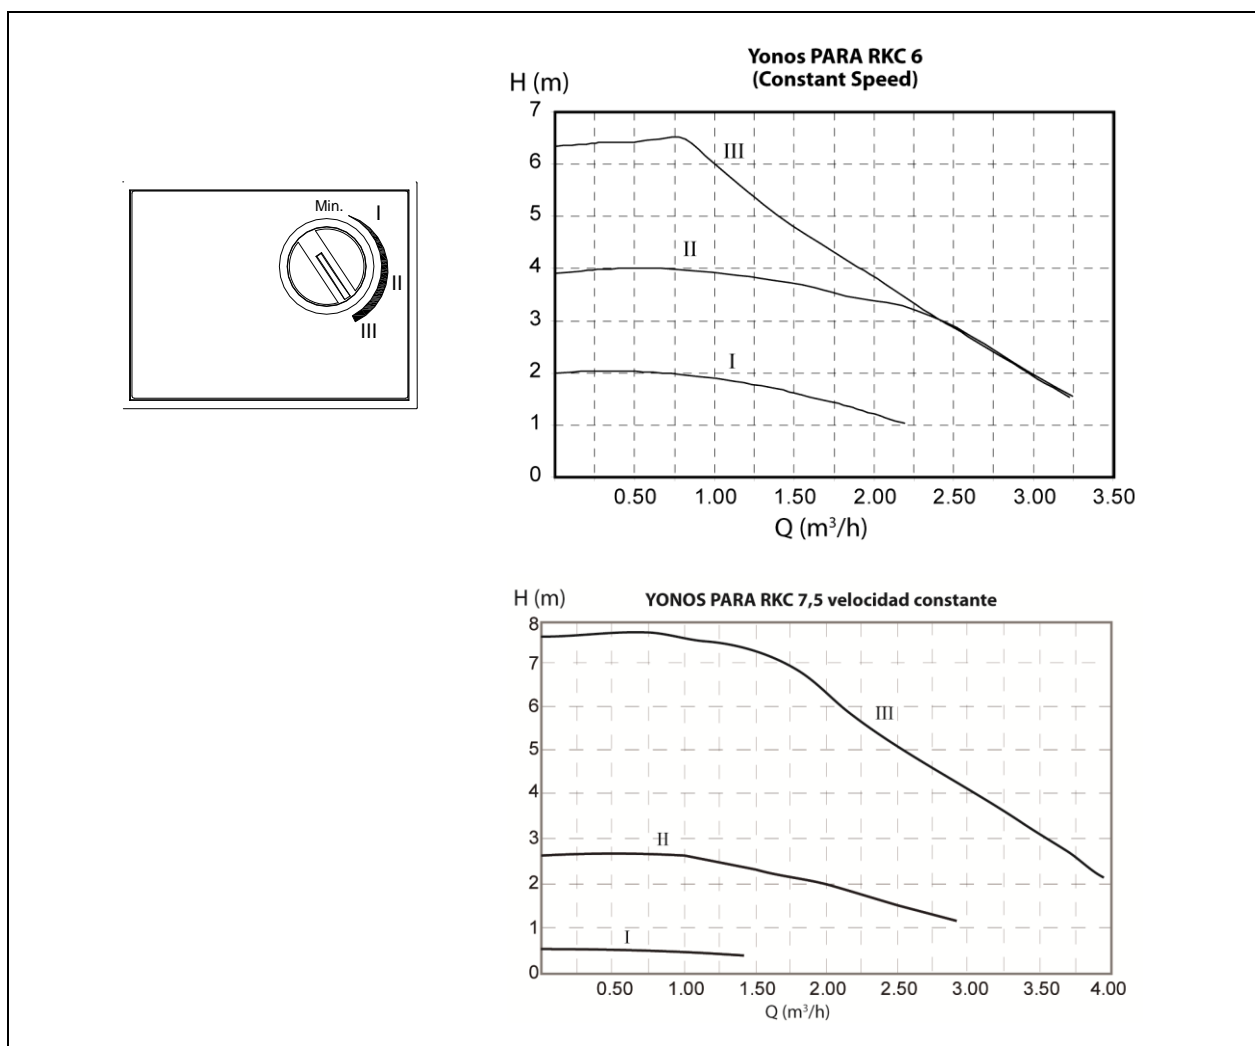 Min.
I
II
III
Yonos PARA RKC 6
(Constant Speed)
H (m)
7
6
5
4
3
2
1
0
III
II
I
0.50 1.00 1.50 2.00 2.50 3.00 3.50
Q (m³/h)
H (m)
YONOS PARA RKC 7,5 velocidad constante
8
7
6
5
4
3
2
1
0
III
II
I
0.50 1.00 1.50 2.00 2.50 3.00 3.50 4.00
Q (m³/h)